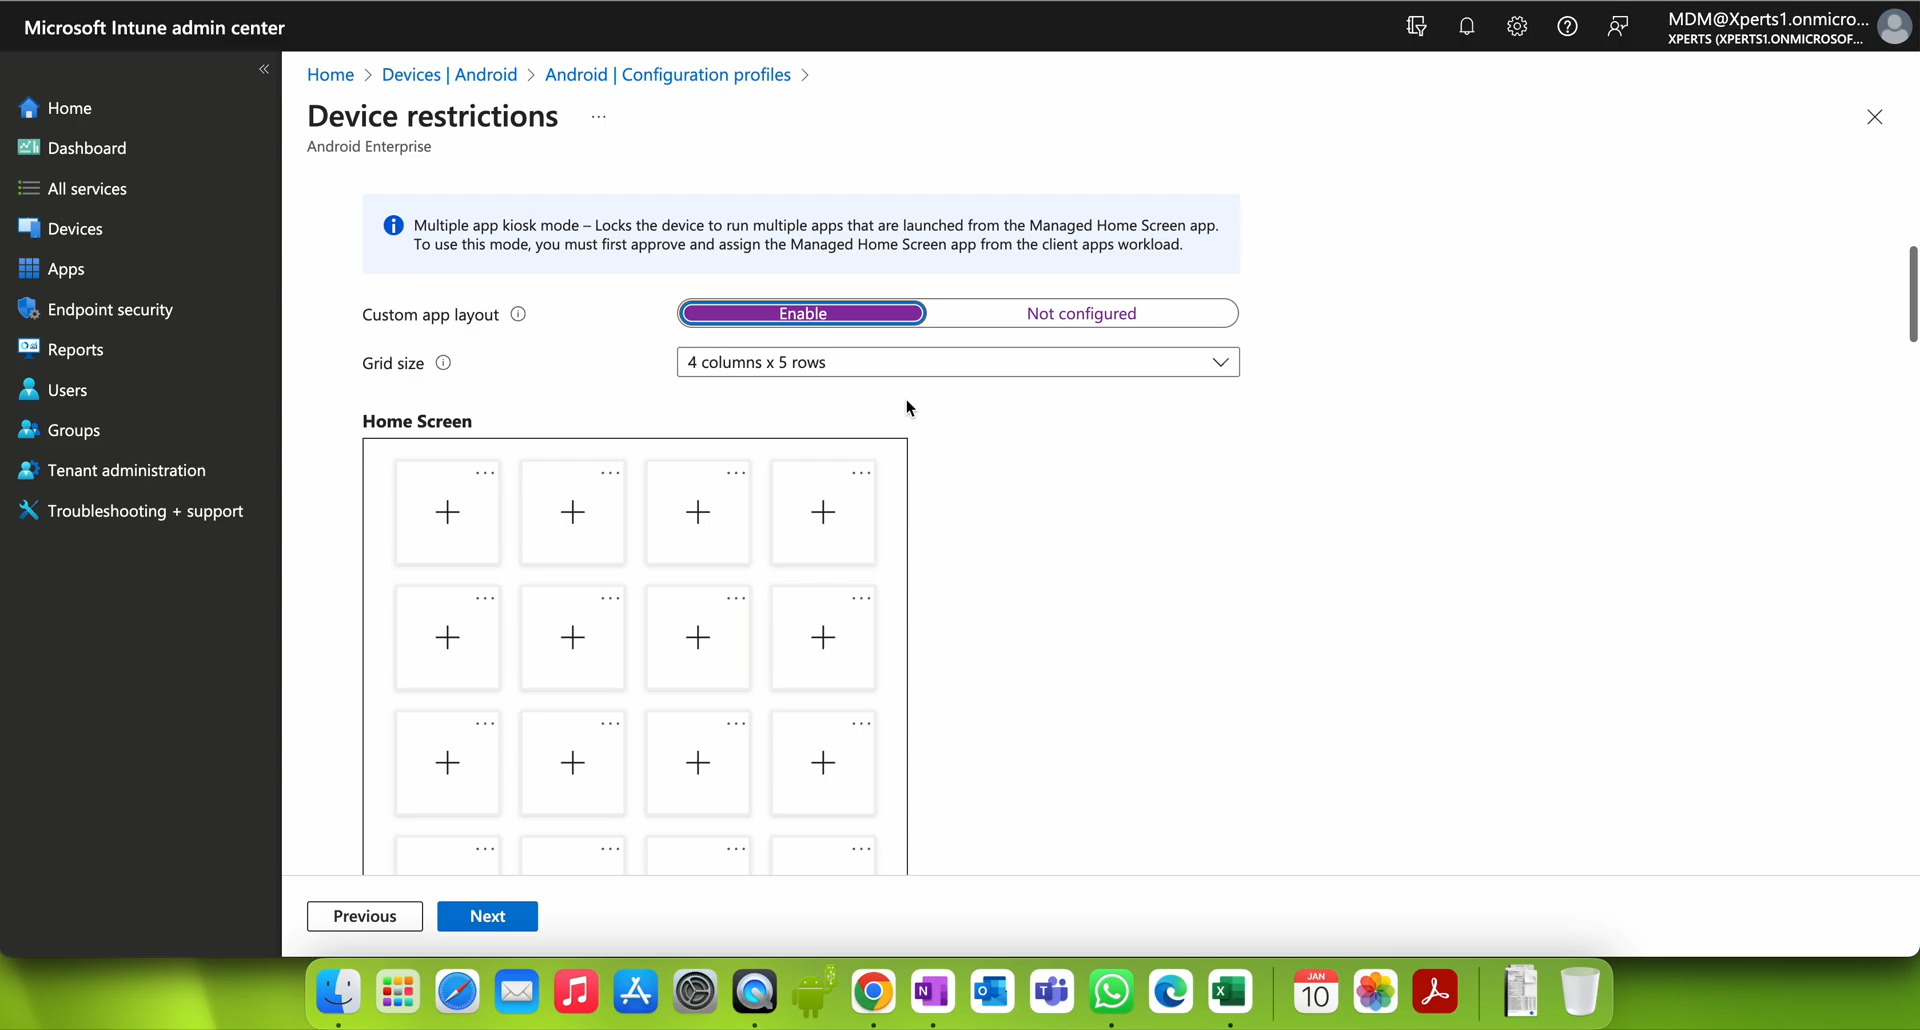 Microsoft Intune admin center
MDM@Xperts1.onmicro...
XPERTS (XPERTS1.ONMICROSOF...
Home
Dashboard
All services
Devices
Apps
Endpoint security
Reports
Users
Groups
Tenant administration
Troubleshooting + support
Home > Devices | Android > Android | Configuration profiles >
Device restrictions ...
Android Enterprise
Multiple app kiosk mode – Locks the device to run multiple apps that are launched from the Managed Home Screen app.
To use this mode, you must first approve and assign the Managed Home Screen app from the client apps workload.
Custom app layout
Enable
Not configured
Grid size
4 columns x 5 rows
Home Screen
Previous
Next
JAN
10